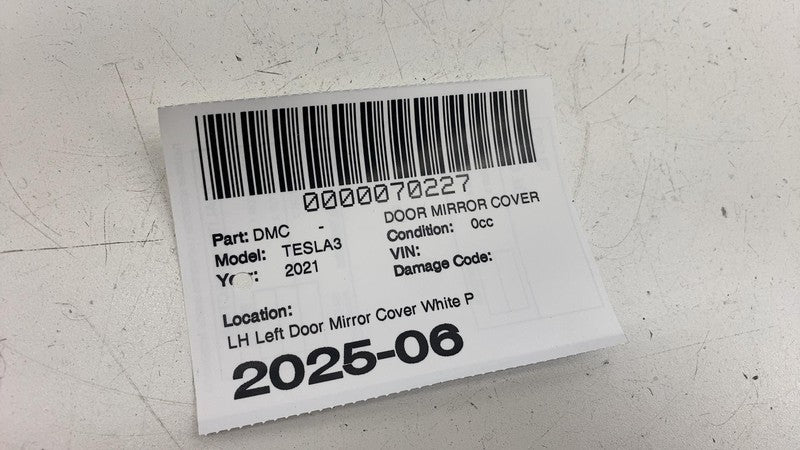 0000070227
Part: DMC - DOOR MIRROR COVER
Model: TESLA3 Condition: 0cc
Year: 2021 VIN:
Damage Code:
Location:
LH Left Door Mirror Cover White P
2025-06